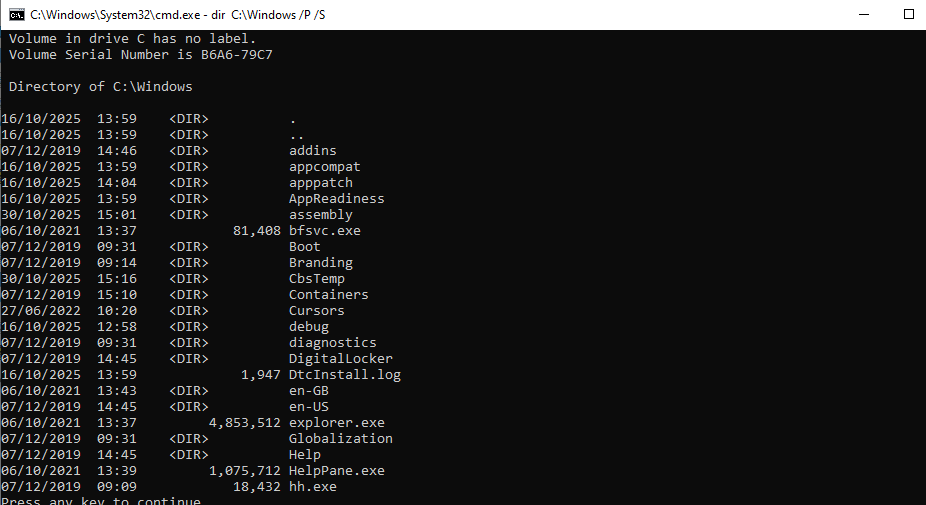 C:\Windows\System32\cmd.exe - dir  C:\Windows /P /S
 Volume in drive C has no label.
 Volume Serial Number is B6A6-79C7

 Directory of C:\Windows

16/10/2025  13:59    <DIR>          .
16/10/2025  13:59    <DIR>          ..
07/12/2019  14:46    <DIR>          addins
16/10/2025  13:59    <DIR>          appcompat
16/10/2025  14:04    <DIR>          apppatch
16/10/2025  13:59    <DIR>          AppReadiness
30/10/2025  15:01    <DIR>          assembly
06/10/2021  13:37            81,408 bfsvc.exe
07/12/2019  09:31    <DIR>          Boot
07/12/2019  09:14    <DIR>          Branding
30/10/2025  15:16    <DIR>          CbsTemp
07/12/2019  15:10    <DIR>          Containers
27/06/2022  10:20    <DIR>          Cursors
16/10/2025  12:58    <DIR>          debug
07/12/2019  09:31    <DIR>          diagnostics
07/12/2019  14:45    <DIR>          DigitalLocker
16/10/2025  13:59             1,947 DtcInstall.log
06/10/2021  13:43    <DIR>          en-GB
07/12/2019  14:45    <DIR>          en-US
06/10/2021  13:37         4,853,512 explorer.exe
07/12/2019  09:31    <DIR>          Globalization
07/12/2019  14:45    <DIR>          Help
06/10/2021  13:39         1,075,712 HelpPane.exe
07/12/2019  09:09            18,432 hh.exe
Press any key to continue